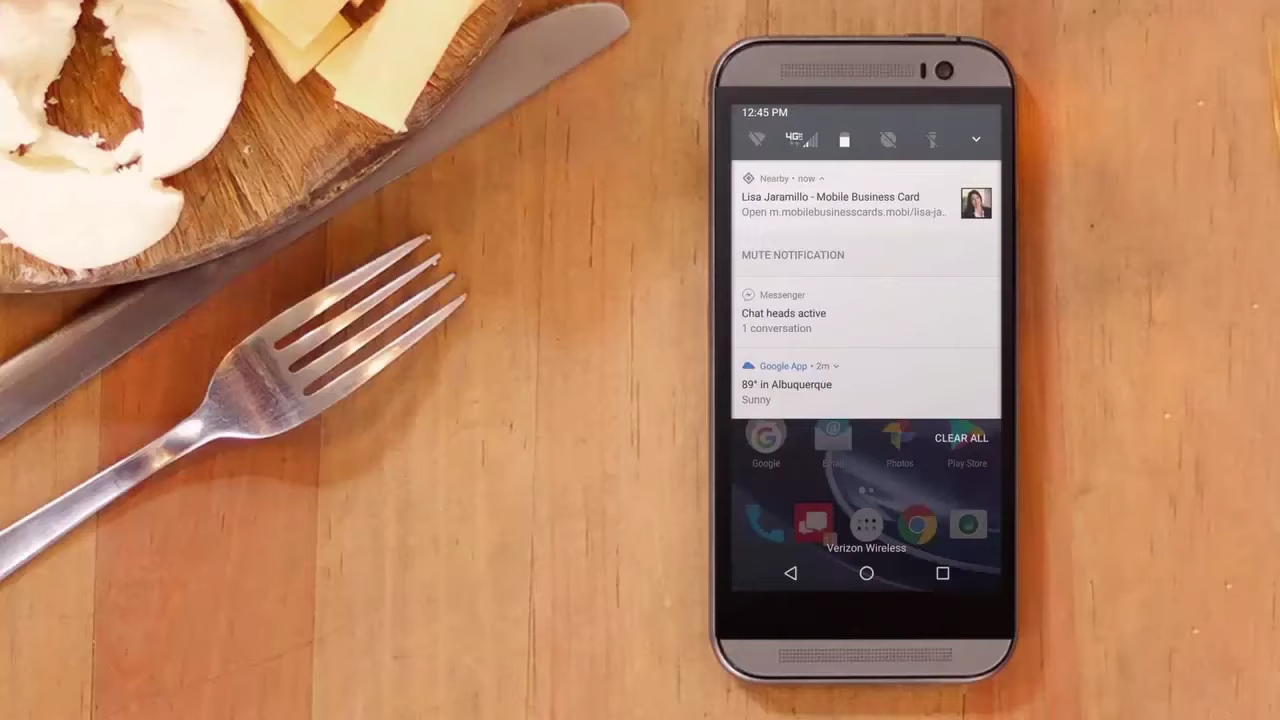 12:45 PM
4G
Nearby • now
Lisa Jaramillo - Mobile Business Card
Open m.mobilebusinesscards.mobi/lisa-ja..
MUTE NOTIFICATION
Messenger
Chat heads active
1 conversation
Google App • 2m
89° in Albuquerque
Sunny
CLEAR ALL
Google
Email
Photos
Play Store
Verizon Wireless